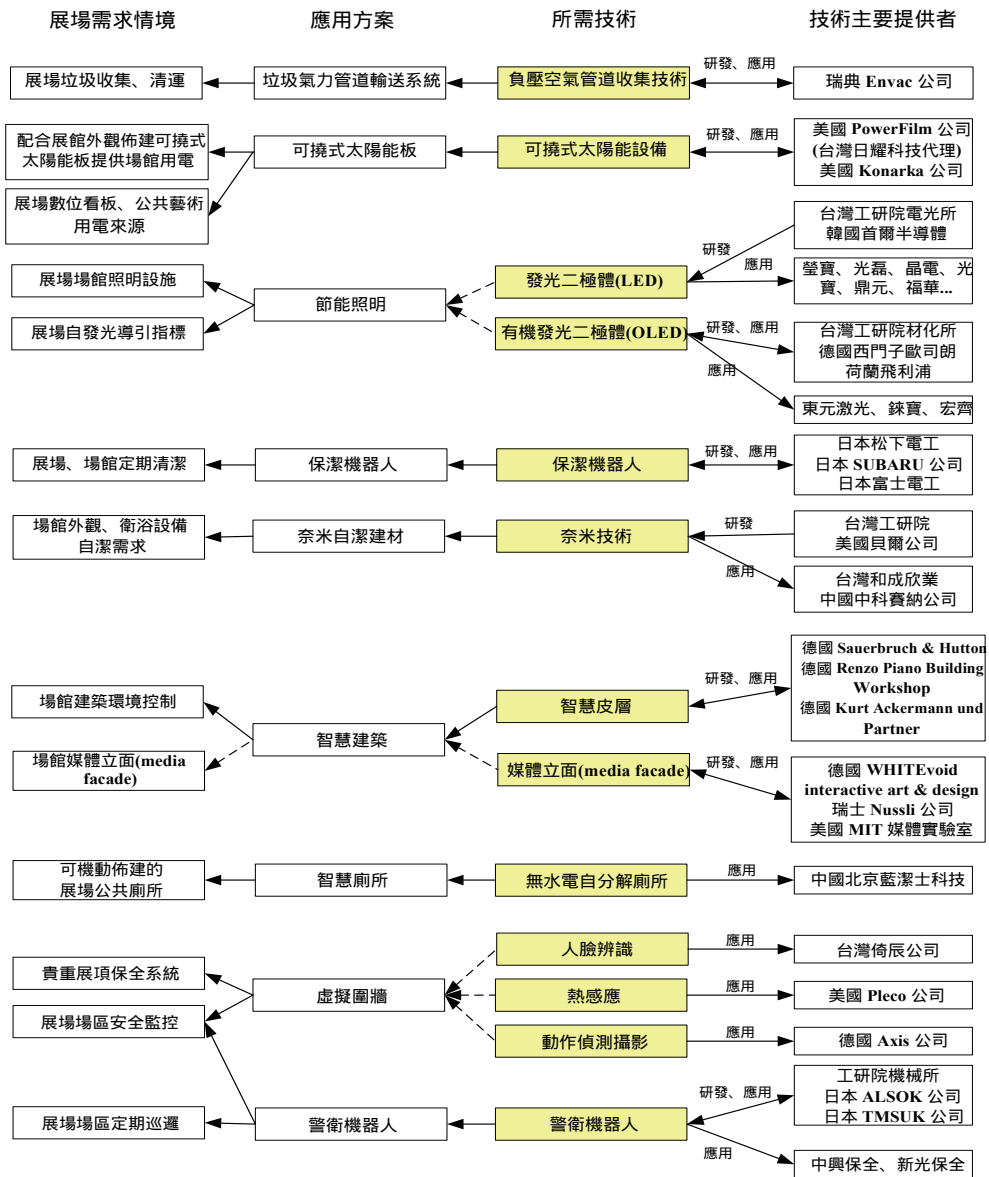 展場需求情境
應用方案
所需技術
技術主要提供者
展場垃圾收集、清運
垃圾氣力管道輸送系統
負壓空氣管道收集技術
研發、應用
瑞典 Envac 公司
配合展館外觀佈建可撓式
太陽能板提供場館用電
可撓式太陽能板
可撓式太陽能設備
研發、應用
美國 PowerFilm 公司
(台灣日耀科技代理)
美國 Konarka 公司
展場數位看板、公共藝術
用電來源
台灣工研院電光所
韓國首爾半導體
研發
應用
展場場館照明設施
節能照明
發光二極體(LED)
瑩寶、光磊、晶電、光
寶、鼎元、福華...
展場自發光導引指標
有機發光二極體(OLED)
研發、應用
台灣工研院材化所
德國西門子歐司朗
荷蘭飛利浦
應用
東元激光、錸寶、宏齊
展場、場館定期清潔
保潔機器人
保潔機器人
研發、應用
日本松下電工
日本 SUBARU 公司
日本富士電工
場館外觀、衛浴設備
自潔需求
奈米自潔建材
奈米技術
研發
台灣工研院
美國貝爾公司
應用
台灣和成欣業
中國中科賽納公司
場館建築環境控制
智慧建築
智慧皮層
研發、應用
德國 Sauerbruch & Hutton
德國 Renzo Piano Building
Workshop
德國 Kurt Ackermann und
Partner
場館媒體立面(media
facade)
媒體立面(media facade)
研發、應用
德國 WHITEvoid
interactive art & design
瑞士 Nussli 公司
美國 MIT 媒體實驗室
可機動佈建的
展場公共廁所
智慧廁所
無水電自分解廁所
應用
中國北京藍潔士科技
貴重展項保全系統
虛擬圍牆
人臉辨識
應用
台灣倚辰公司
熱感應
應用
美國 Pleco 公司
展場場區安全監控
動作偵測攝影
應用
德國 Axis 公司
展場場區定期巡邏
警衛機器人
警衛機器人
研發、應用
工研院機械所
日本 ALSOK 公司
日本 TMSUK 公司
應用
中興保全、新光保全